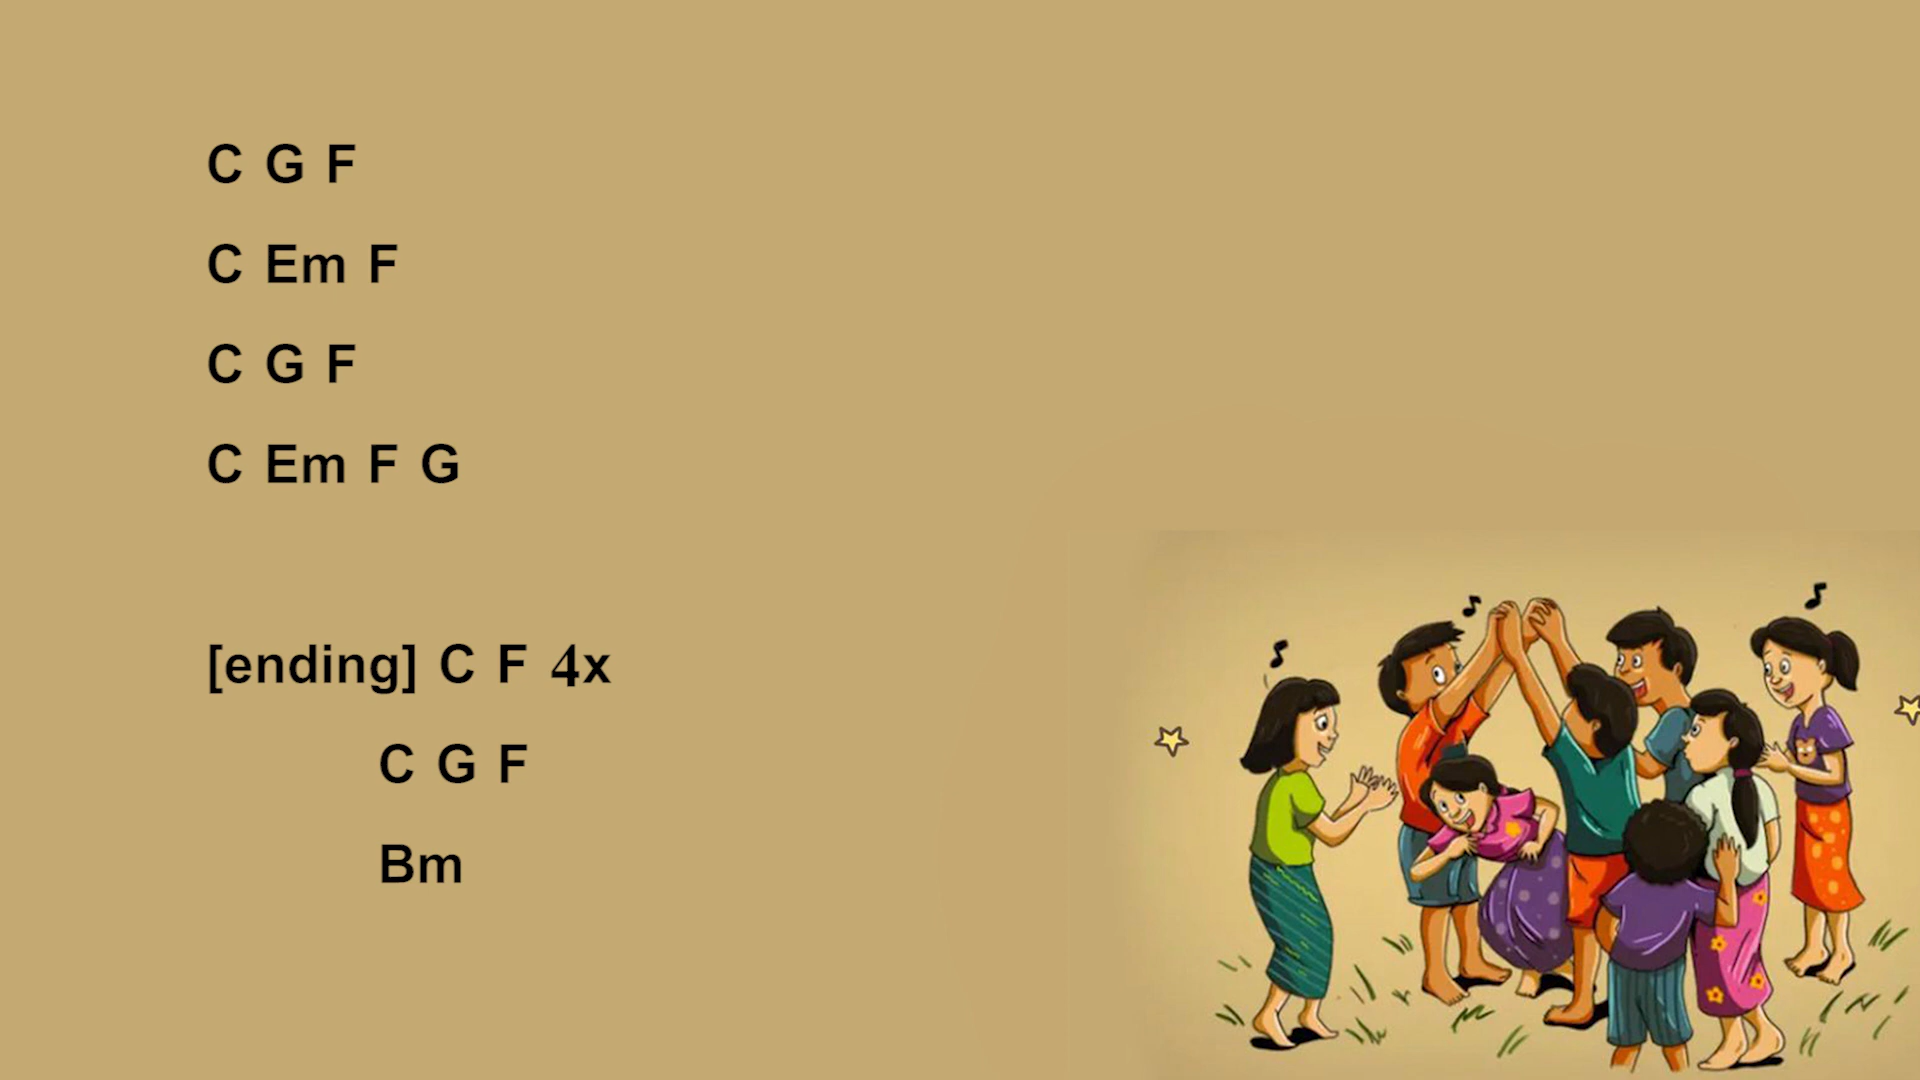 C G F
C Em F
C G F
C Em F G
[ending] C F 4x
C G F
Bm